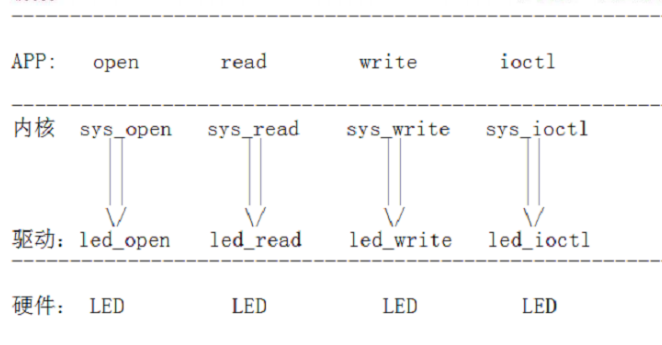 APP: open read write ioctl
内核 sys_open sys_read sys_write sys_ioctl
驱动: led_open led_read led_write led_ioctl
硬件: LED LED LED LED